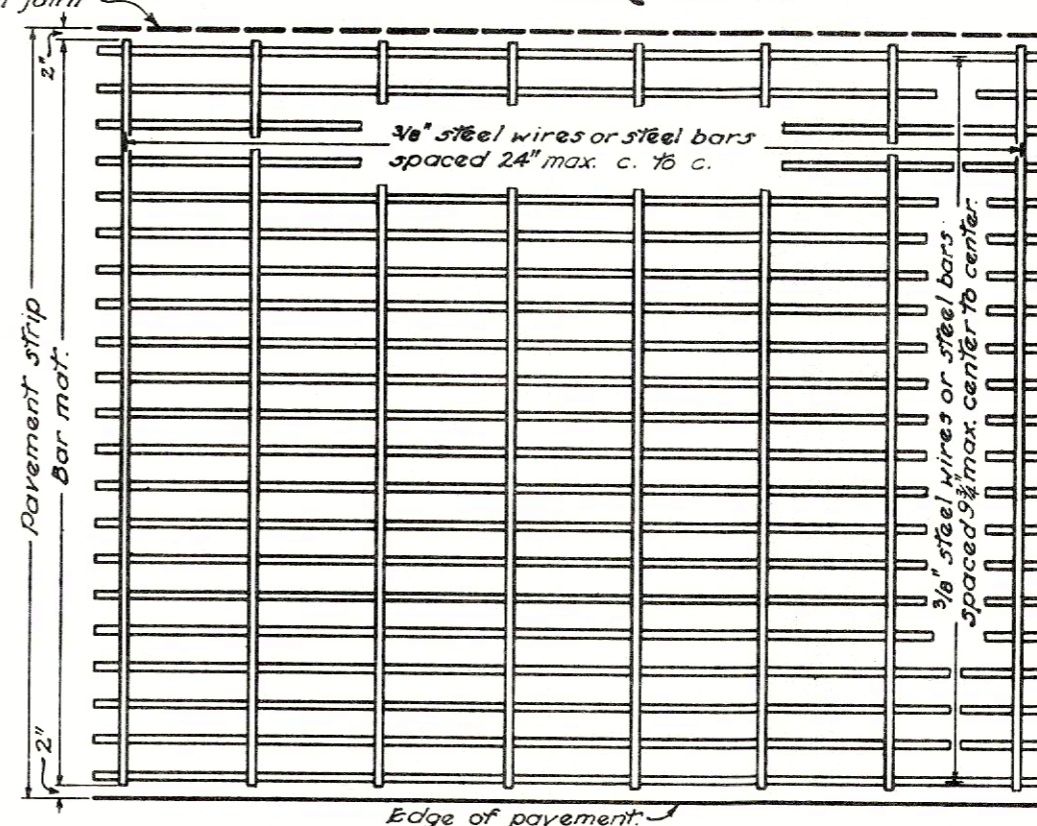 joint
2"
3/8" steel wires or steel bars
spaced 24" max. c. to c.
Pavement strip
Bar mat.
3/8" steel wires or steel bars
spaced 9¾" max. center to center.
2"
Edge of pavement.